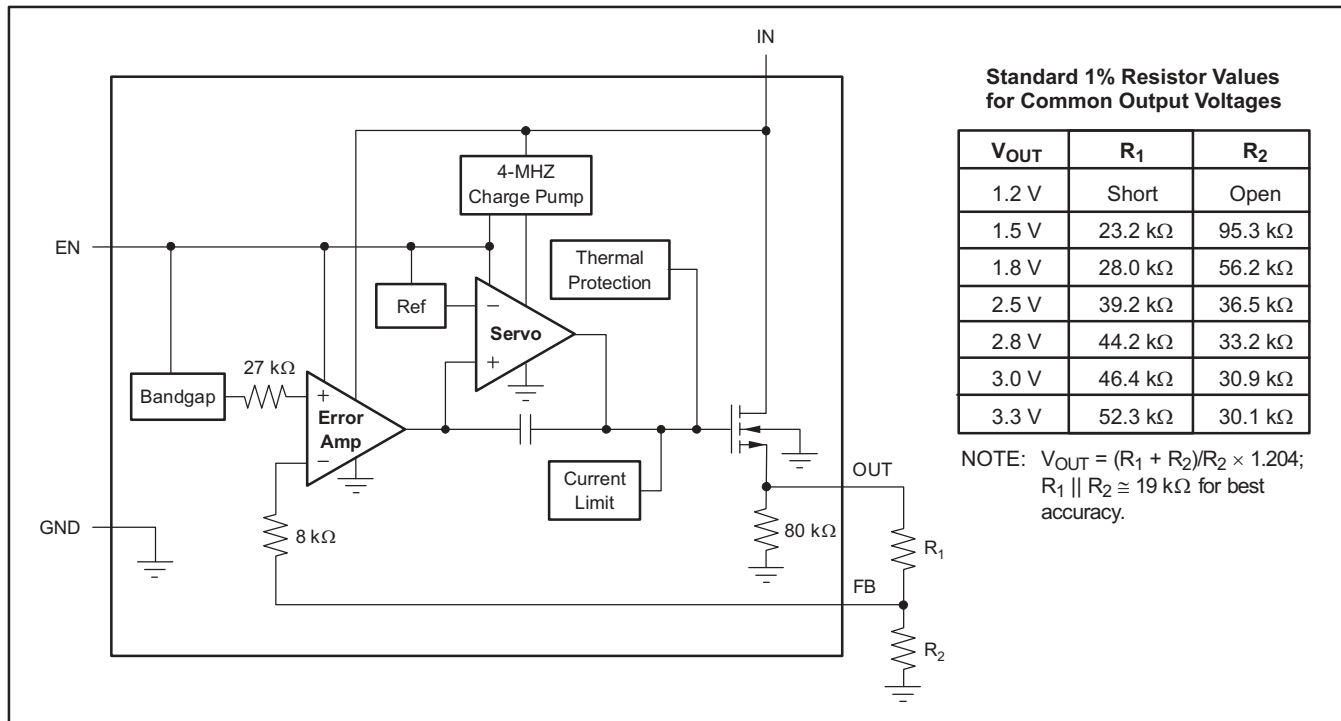 IN
4-MHZ
Charge Pump
EN
Thermal
Protection
Ref
−
Servo
+
27 kΩ
Bandgap
+
Error
Amp
−
Current
Limit
OUT
GND
8 kΩ
80 kΩ
R1
FB
R2
Standard 1% Resistor Values
for Common Output Voltages
VOUT R1 R2
1.2 V Short Open
1.5 V 23.2 kΩ 95.3 kΩ
1.8 V 28.0 kΩ 56.2 kΩ
2.5 V 39.2 kΩ 36.5 kΩ
2.8 V 44.2 kΩ 33.2 kΩ
3.0 V 46.4 kΩ 30.9 kΩ
3.3 V 52.3 kΩ 30.1 kΩ
NOTE: VOUT = (R1 + R2)/R2 × 1.204;
R1 || R2 ≅ 19 kΩ for best
accuracy.